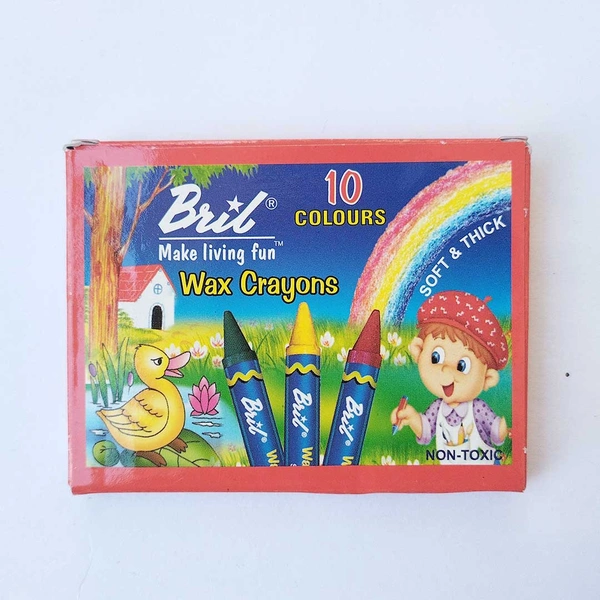 Bril®
Make living fun™
10
COLOURS
Wax Crayons
SOFT & THICK
Bril®
Bril®
Bril®
NON-TOXIC